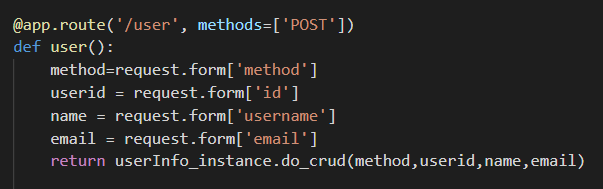 @app.route('/user', methods=['POST'])
def user():
    method=request.form['method']
    userid = request.form['id']
    name = request.form['username']
    email = request.form['email']
    return userInfo_instance.do_crud(method,userid,name,email)